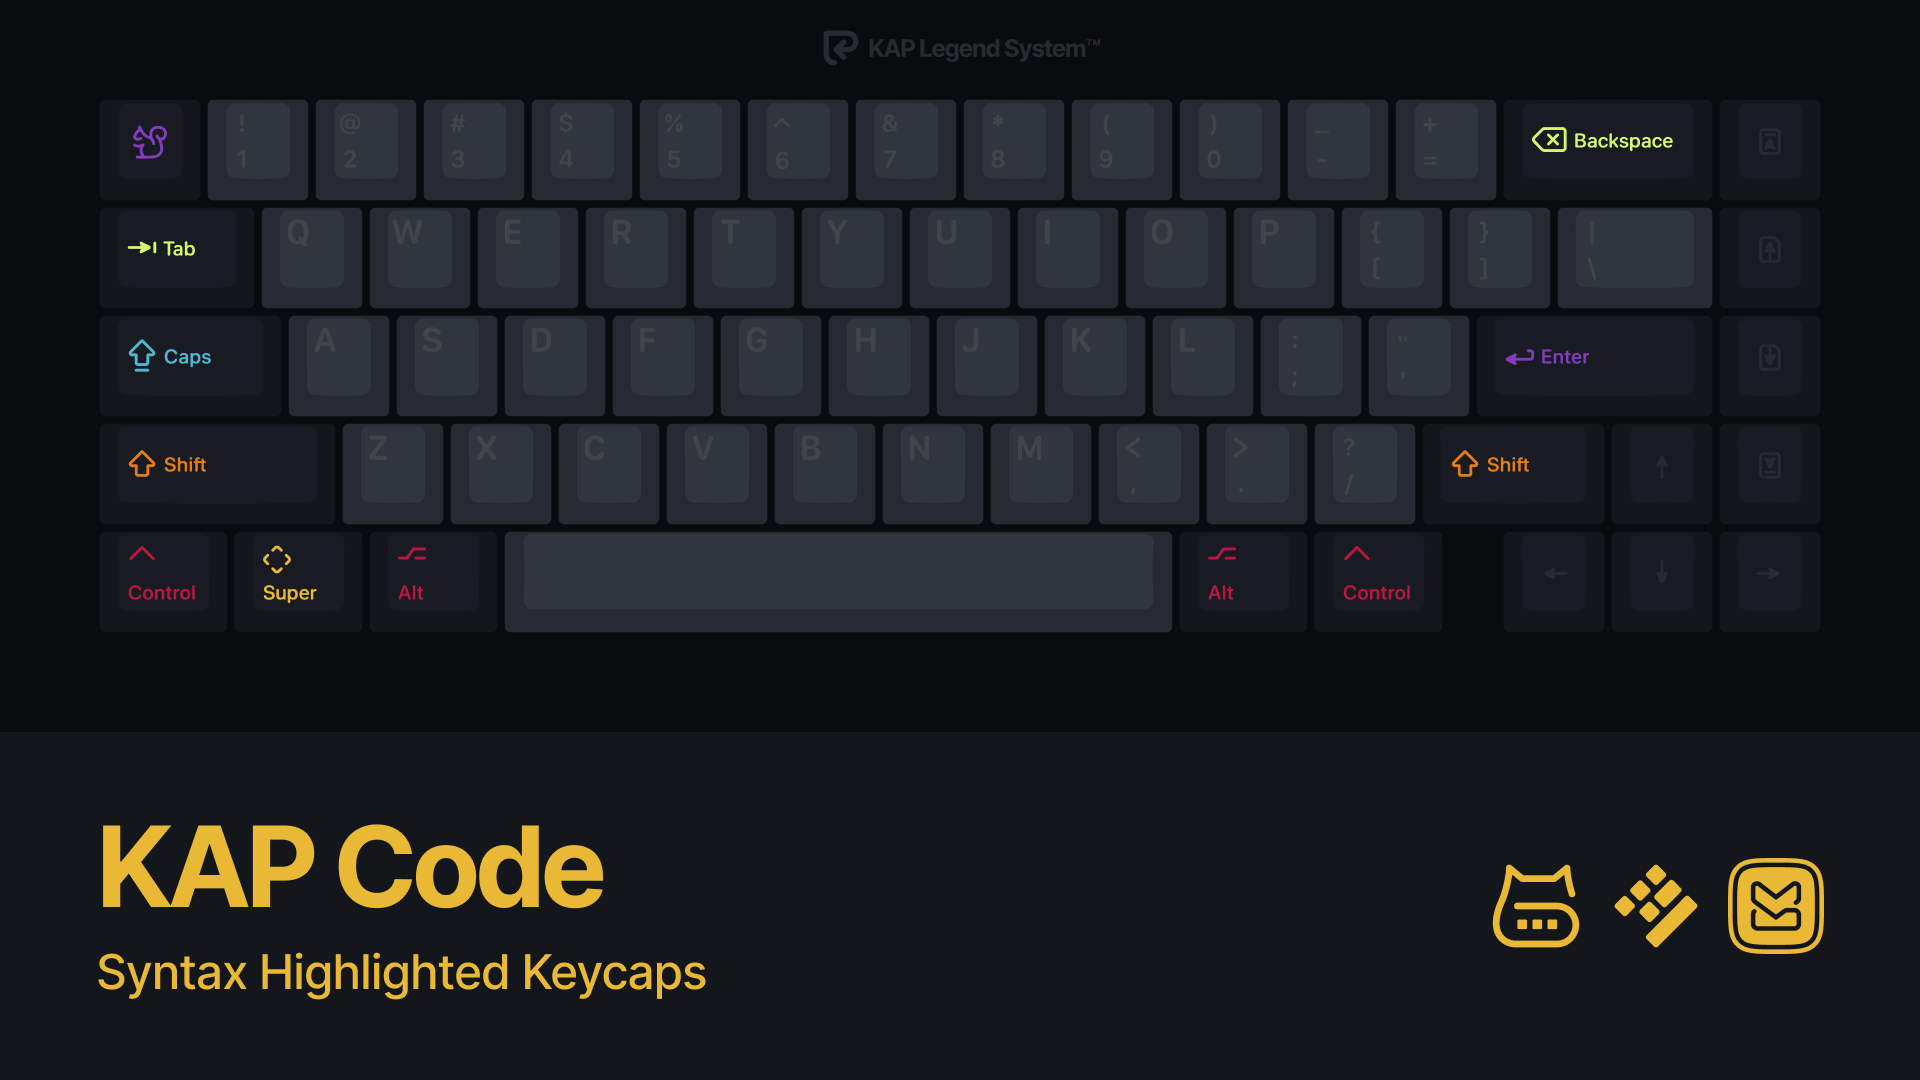 KAP Legend System™
! @ # $ % ^ & * ( ) _ +
1 2 3 4 5 6 7 8 9 0 - = Backspace
Tab Q W E R T Y U I O P { } |
[ ] \
Caps A S D F G H J K L : " Enter
; '
Shift Z X C V B N M < > ? Shift
, . /
Control Super Alt Alt Control
KAP Code
Syntax Highlighted Keycaps